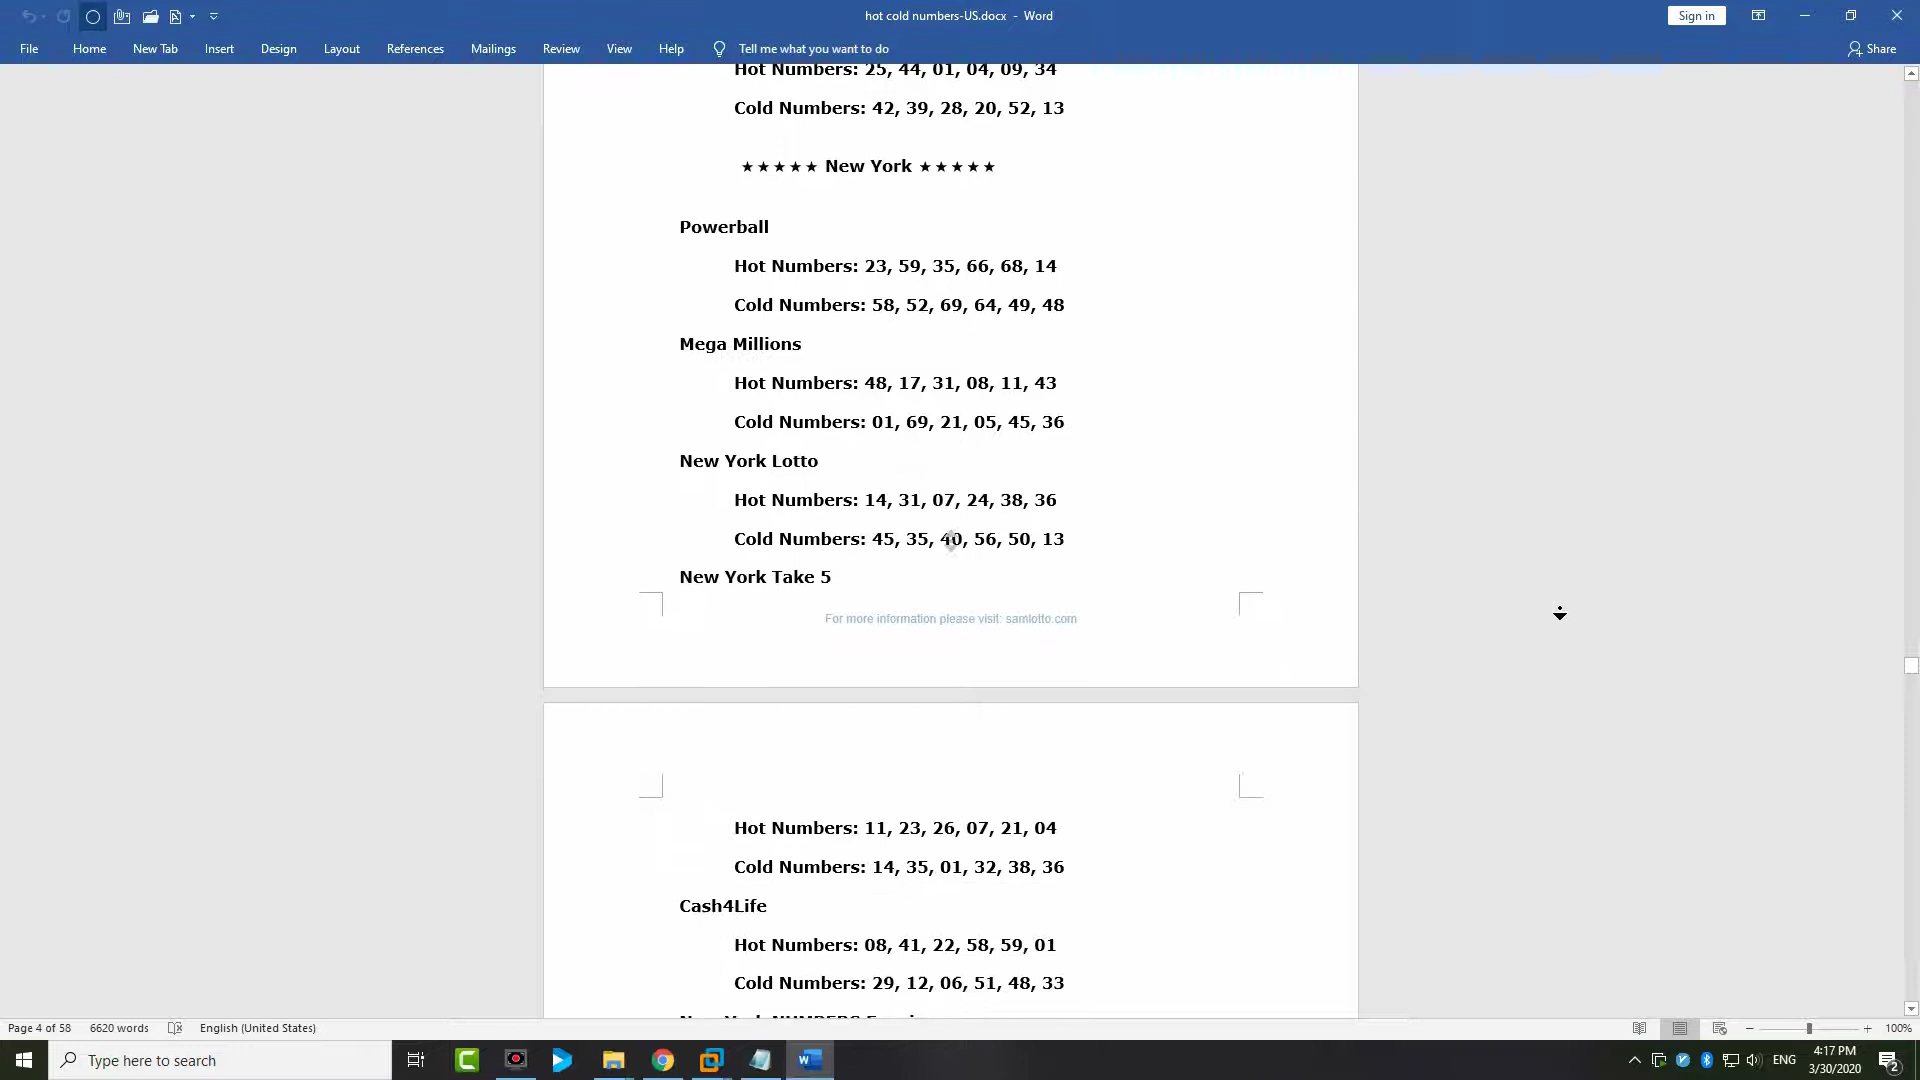 hot cold numbers-US.docx - Word
Sign in
File Home New Tab Insert Design Layout References Mailings Review View Help Tell me what you want to do Share
Hot Numbers: 25, 44, 01, 04, 09, 34
Cold Numbers: 42, 39, 28, 20, 52, 13
★★★★★ New York ★★★★★
Powerball
Hot Numbers: 23, 59, 35, 66, 68, 14
Cold Numbers: 58, 52, 69, 64, 49, 48
Mega Millions
Hot Numbers: 48, 17, 31, 08, 11, 43
Cold Numbers: 01, 69, 21, 05, 45, 36
New York Lotto
Hot Numbers: 14, 31, 07, 24, 38, 36
Cold Numbers: 45, 35, 40, 56, 50, 13
New York Take 5
For more information please visit: samlotto.com
Hot Numbers: 11, 23, 26, 07, 21, 04
Cold Numbers: 14, 35, 01, 32, 38, 36
Cash4Life
Hot Numbers: 08, 41, 22, 58, 59, 01
Cold Numbers: 29, 12, 06, 51, 48, 33
Page 4 of 58 6620 words English (United States) 100%
Type here to search
ENG
4:17 PM
3/30/2020
2